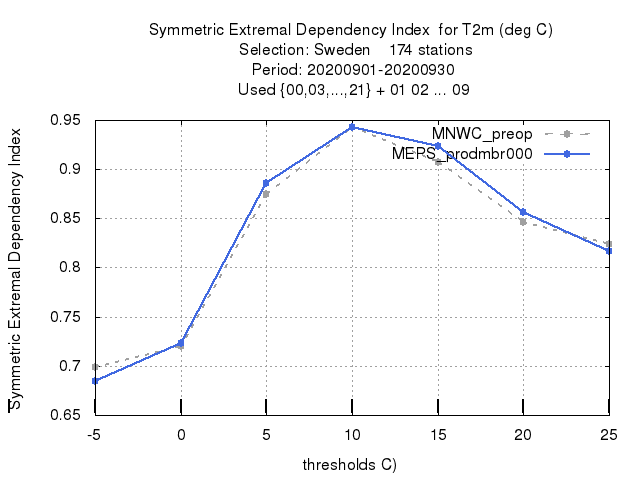 Symmetric Extremal Dependency Index for T2m (deg C)
Selection: Sweden 174 stations
Period: 20200901-20200930
Used {00,03,...,21} + 01 02 ... 09
Symmetric Extremal Dependency Index
0.95
0.9
0.85
0.8
0.75
0.7
0.65
MNWC_preop
MEPS_prodmbr000
-5 0 5 10 15 20 25
thresholds C)